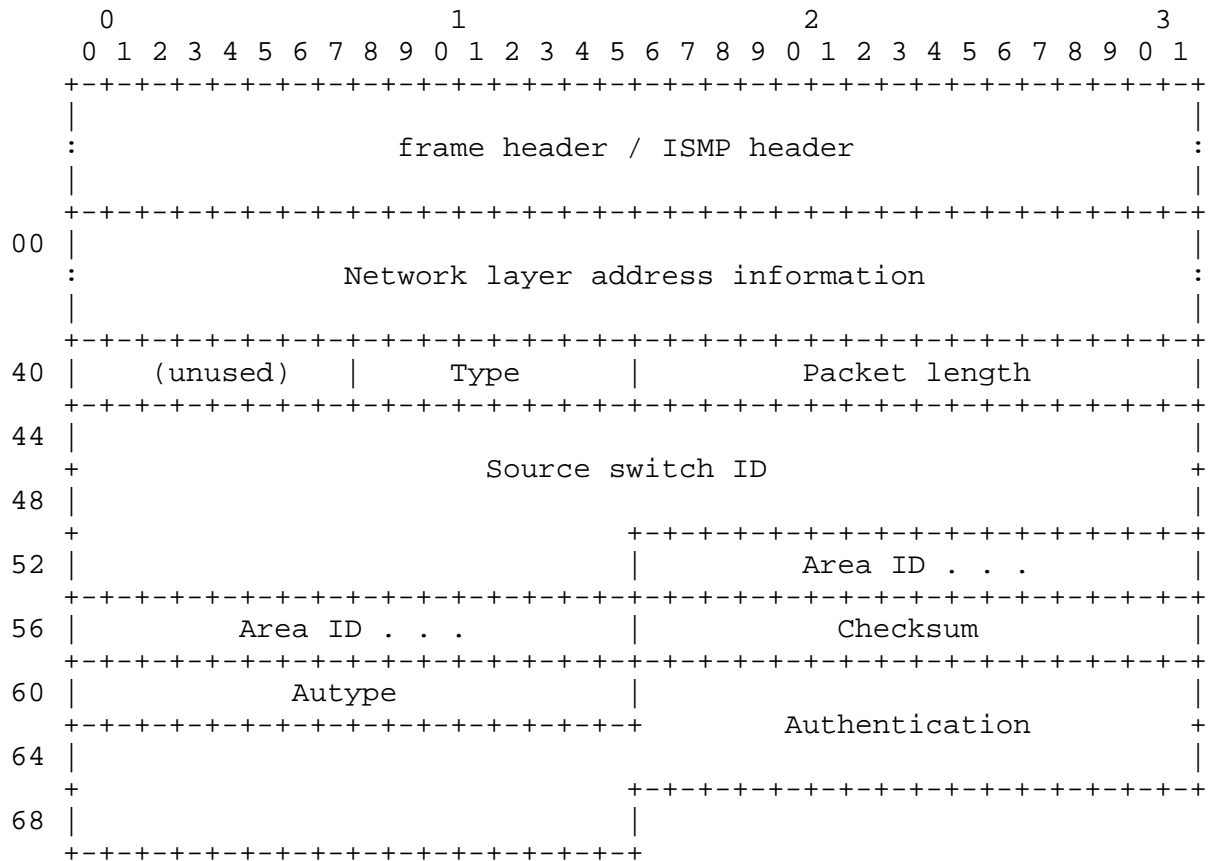 0                   1                   2                   3
0 1 2 3 4 5 6 7 8 9 0 1 2 3 4 5 6 7 8 9 0 1 2 3 4 5 6 7 8 9 0 1
+-+-+-+-+-+-+-+-+-+-+-+-+-+-+-+-+-+-+-+-+-+-+-+-+-+-+-+-+-+-+-+-+
|                                                               |
:                  frame header / ISMP header                   :
|                                                               |
+-+-+-+-+-+-+-+-+-+-+-+-+-+-+-+-+-+-+-+-+-+-+-+-+-+-+-+-+-+-+-+-+
00 |                                                               |
:               Network layer address information               :
|                                                               |
+-+-+-+-+-+-+-+-+-+-+-+-+-+-+-+-+-+-+-+-+-+-+-+-+-+-+-+-+-+-+-+-+
40 |    (unused)   |     Type      |         Packet length         |
+-+-+-+-+-+-+-+-+-+-+-+-+-+-+-+-+-+-+-+-+-+-+-+-+-+-+-+-+-+-+-+-+
44 |                                                               |
+                       Source switch ID                        +
48 |                                                               |
+                               +-+-+-+-+-+-+-+-+-+-+-+-+-+-+-+-+
52 |                               |         Area ID . . .         |
+-+-+-+-+-+-+-+-+-+-+-+-+-+-+-+-+-+-+-+-+-+-+-+-+-+-+-+-+-+-+-+-+
56 |         Area ID . . .         |           Checksum            |
+-+-+-+-+-+-+-+-+-+-+-+-+-+-+-+-+-+-+-+-+-+-+-+-+-+-+-+-+-+-+-+-+
60 |            Autype             |                               |
+-+-+-+-+-+-+-+-+-+-+-+-+-+-+-+-+        Authentication         +
64 |                                                               |
+                               +-+-+-+-+-+-+-+-+-+-+-+-+-+-+-+-+
68 |                               |
+-+-+-+-+-+-+-+-+-+-+-+-+-+-+-+-+